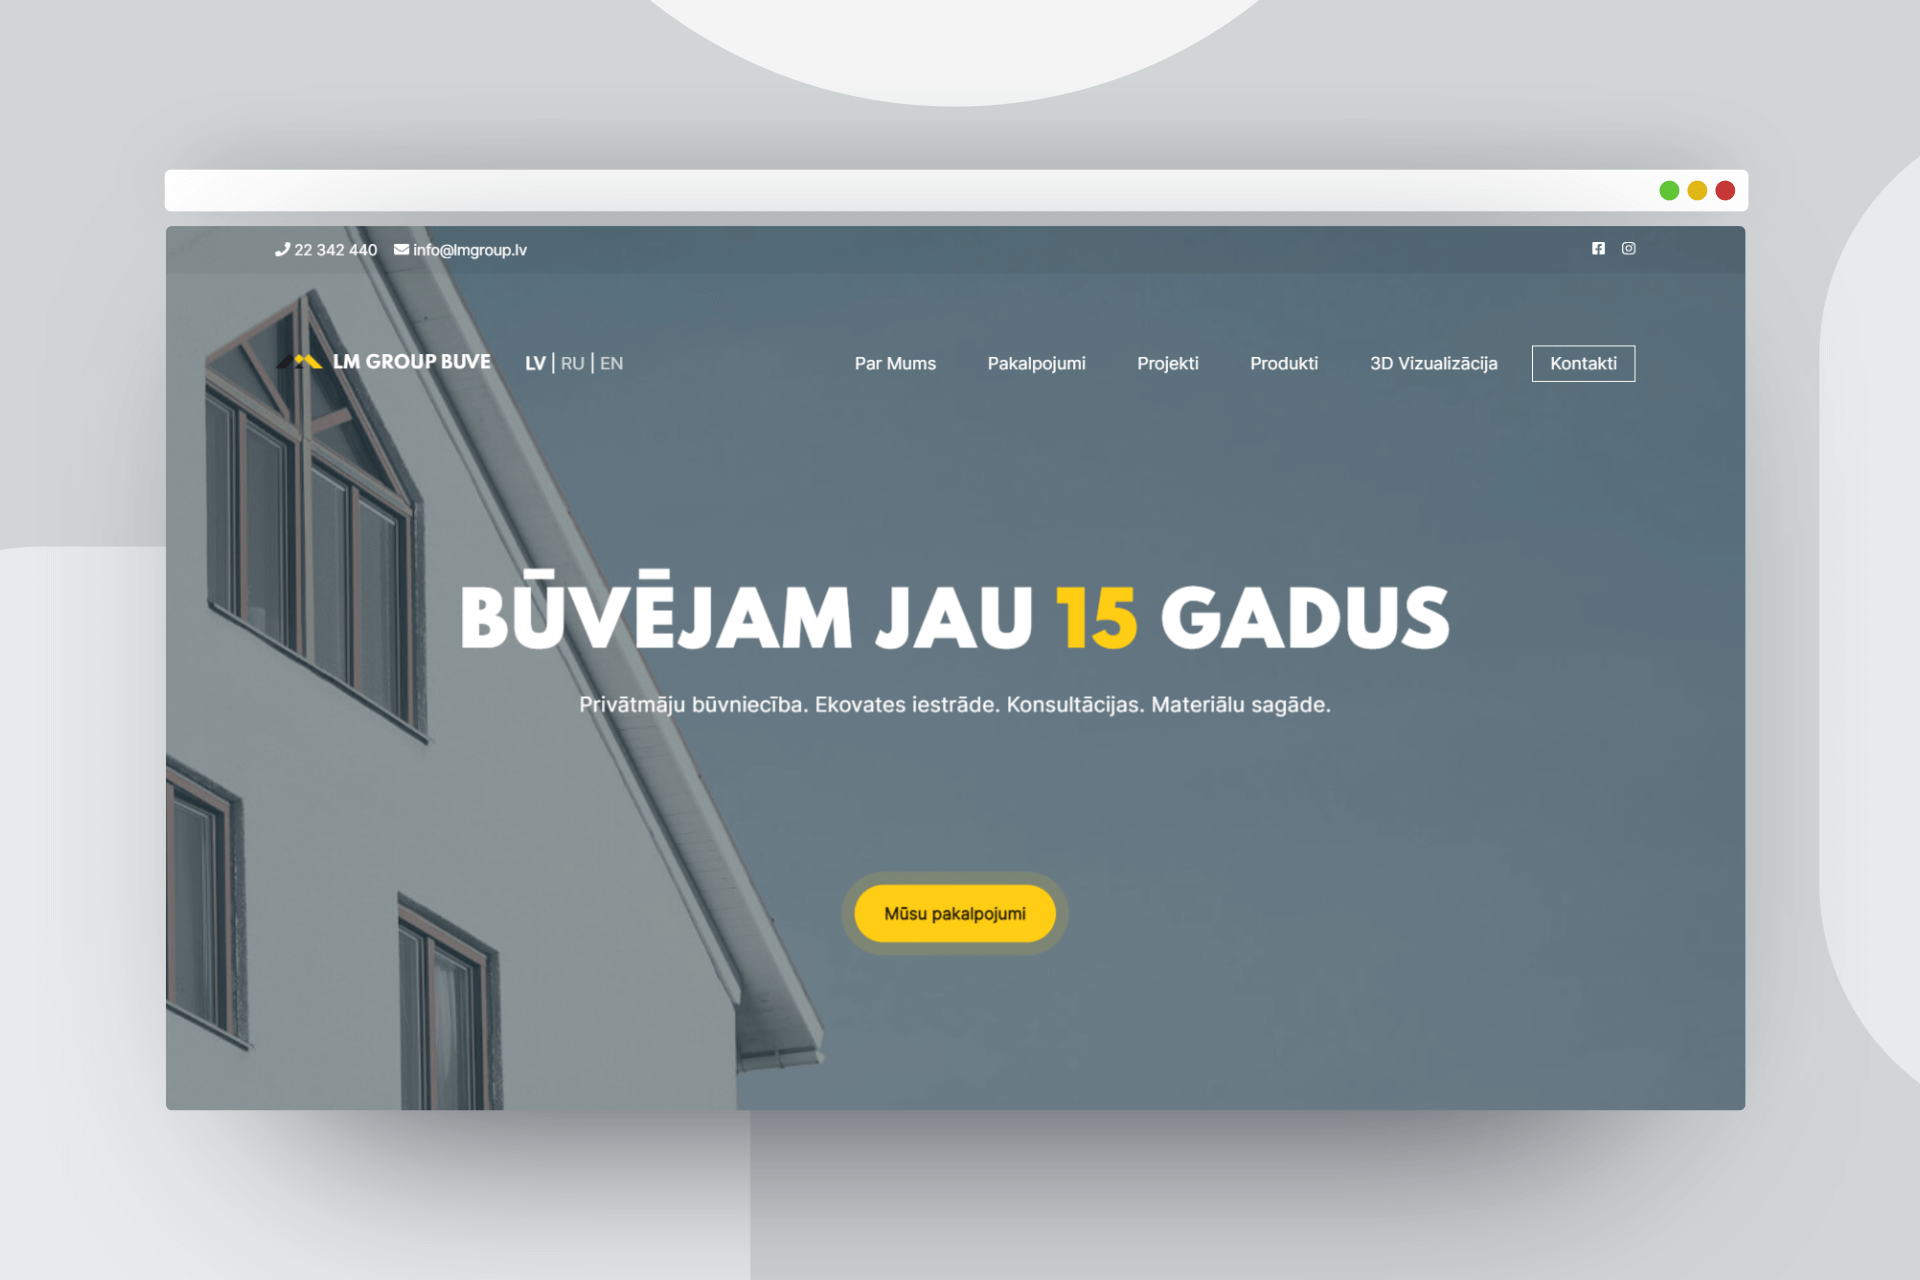 22 342 440 info@lmgroup.lv
LM GROUP BUVE LV | RU | EN Par Mums Pakalpojumi Projekti Produkti 3D Vizualizācija Kontakti
BŪVĒJAM JAU 15 GADUS
Privātmāju būvniecība. Ekovates iestrāde. Konsultācijas. Materiālu sagāde.
Mūsu pakalpojumi